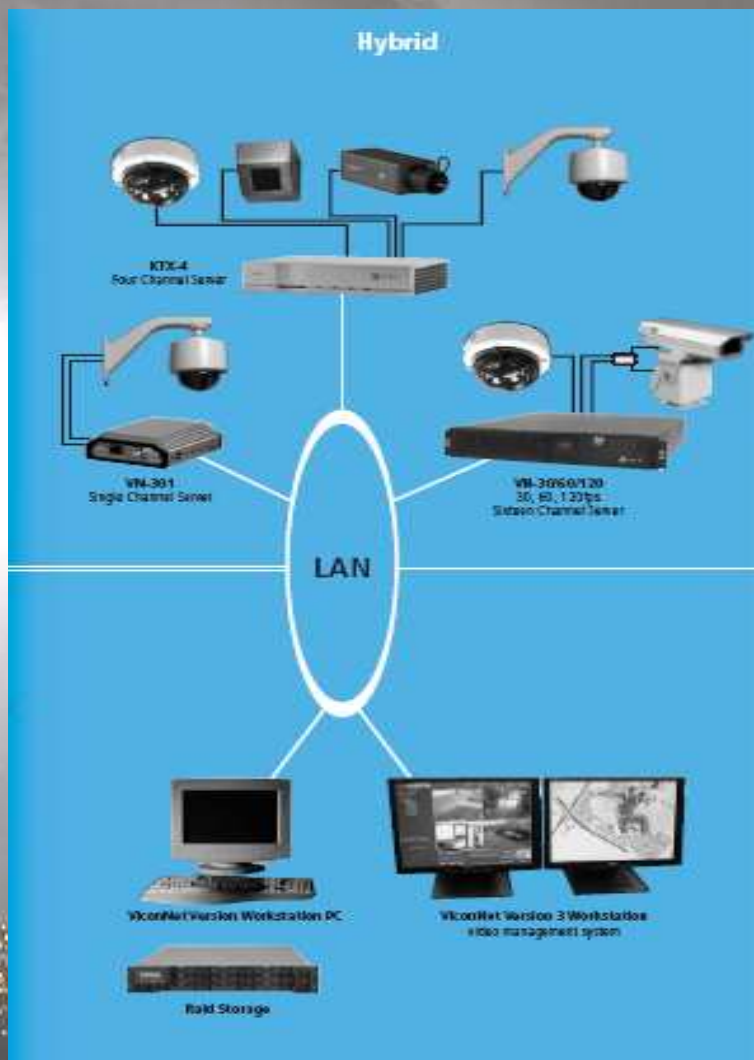 Hybrid
KTX-4
Four Channel Server
VN-301
Single Channel Server
VN-30/60/120
30, 60, 120fps
Sixteen Channel Server
LAN
ViconNet Version Workstation PC
ViconNet Version 3 Workstation
video management system
Raid Storage